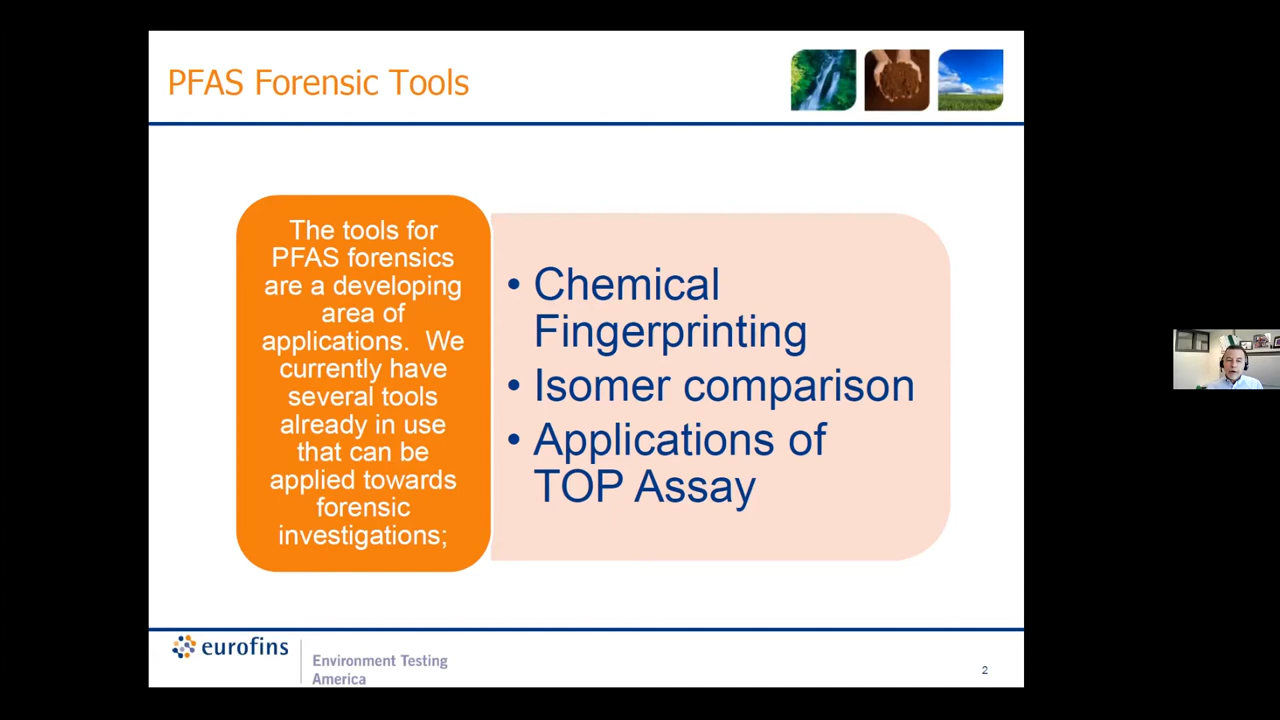 PFAS Forensic Tools
The tools for
PFAS forensics
are a developing
area of
applications.  We
currently have
several tools
already in use
that can be
applied towards
forensic
investigations;
• Chemical
Fingerprinting
• Isomer comparison
• Applications of
TOP Assay
eurofins
Environment Testing
America
2